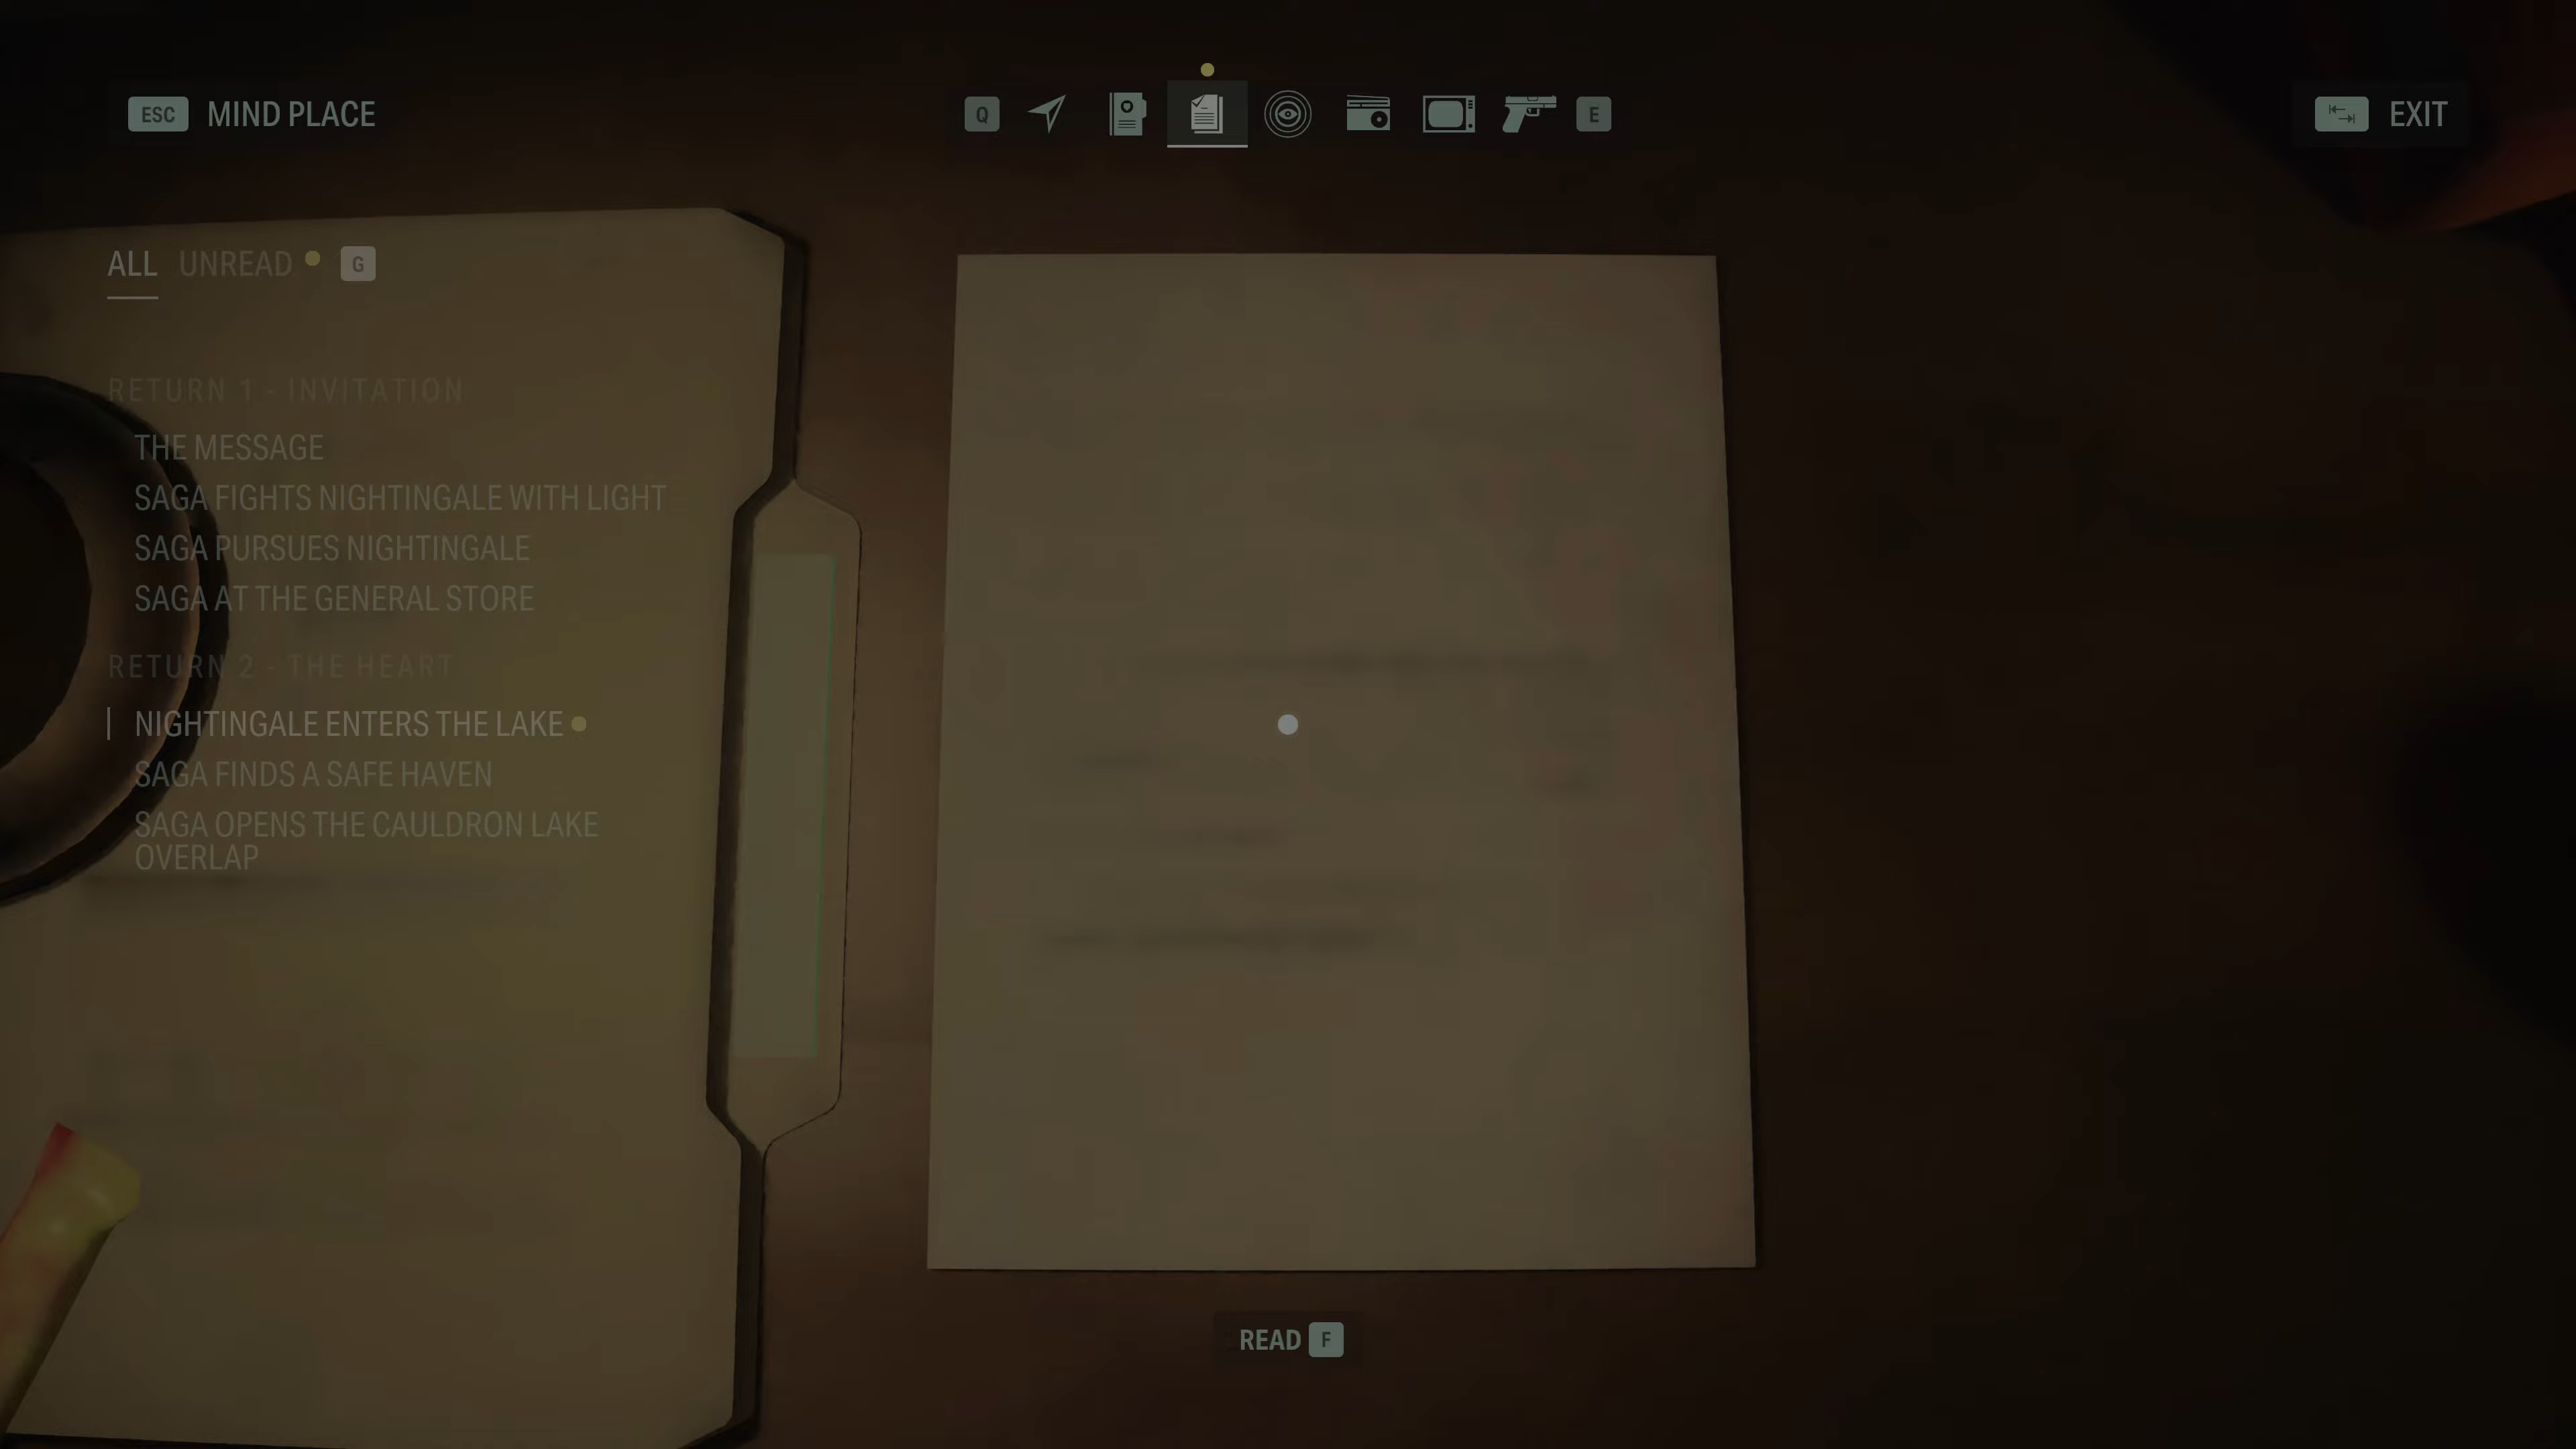 ESC MIND PLACE
Q
E
EXIT
ALL UNREAD G
RETURN 1 - INVITATION
THE MESSAGE
SAGA FIGHTS NIGHTINGALE WITH LIGHT
SAGA PURSUES NIGHTINGALE
SAGA AT THE GENERAL STORE
RETURN 2 - THE HEART
NIGHTINGALE ENTERS THE LAKE
SAGA FINDS A SAFE HAVEN
SAGA OPENS THE CAULDRON LAKE
OVERLAP
READ F